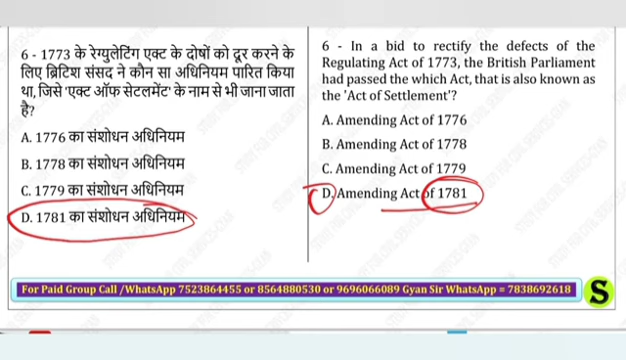 6 - 1773 के रेग्युलेटिंग एक्ट के दोषों को दूर करने के
लिए ब्रिटिश संसद ने कौन सा अधिनियम पारित किया
था, जिसे 'एक्ट ऑफ सेटलमेंट' के नाम से भी जाना जाता
है?
A. 1776 का संशोधन अधिनियम
B. 1778 का संशोधन अधिनियम
C. 1779 का संशोधन अधिनियम
D. 1781 का संशोधन अधिनियम
6 - In a bid to rectify the defects of the
Regulating Act of 1773, the British Parliament
had passed the which Act, that is also known as
the 'Act of Settlement'?
A. Amending Act of 1776
B. Amending Act of 1778
C. Amending Act of 1779
D. Amending Act of 1781
For Paid Group Call /WhatsApp 7523864455 or 8564880530 or 9696066089 Gyan Sir WhatsApp = 7838692618
S